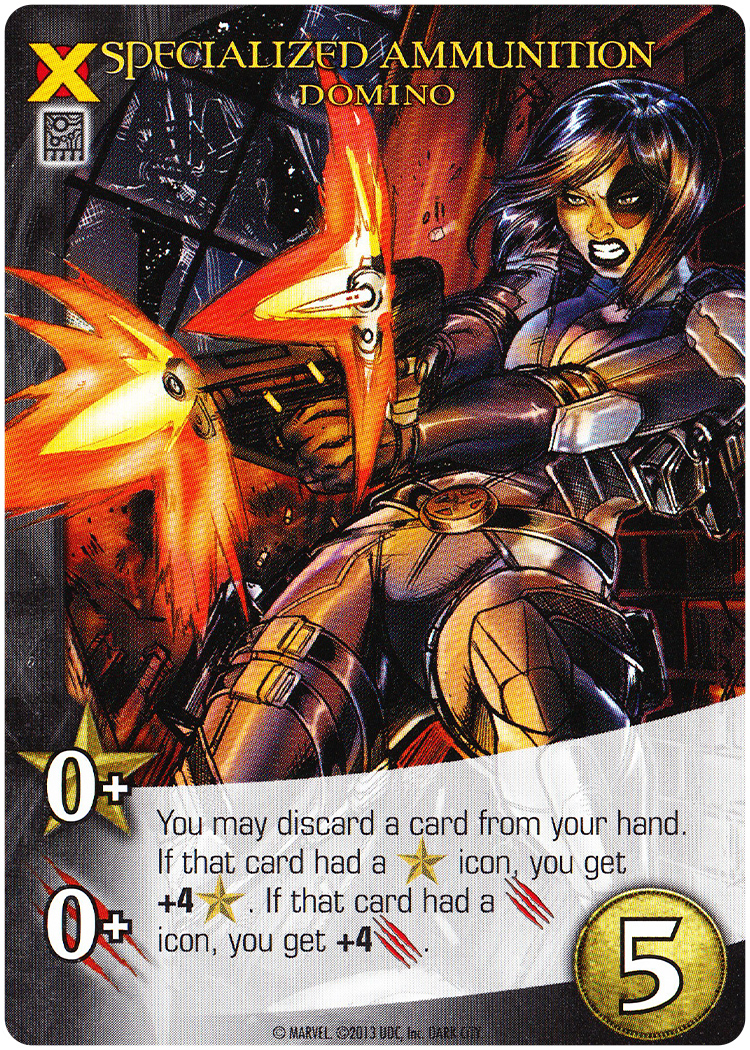 SPECIALIZED AMMUNITION
DOMINO
0+
You may discard a card from your hand.
If that card had a icon, you get
+4 . If that card had a
icon, you get +4 .
0+
5
© MARVEL. ©2013 UDC, Inc. DARK CITY